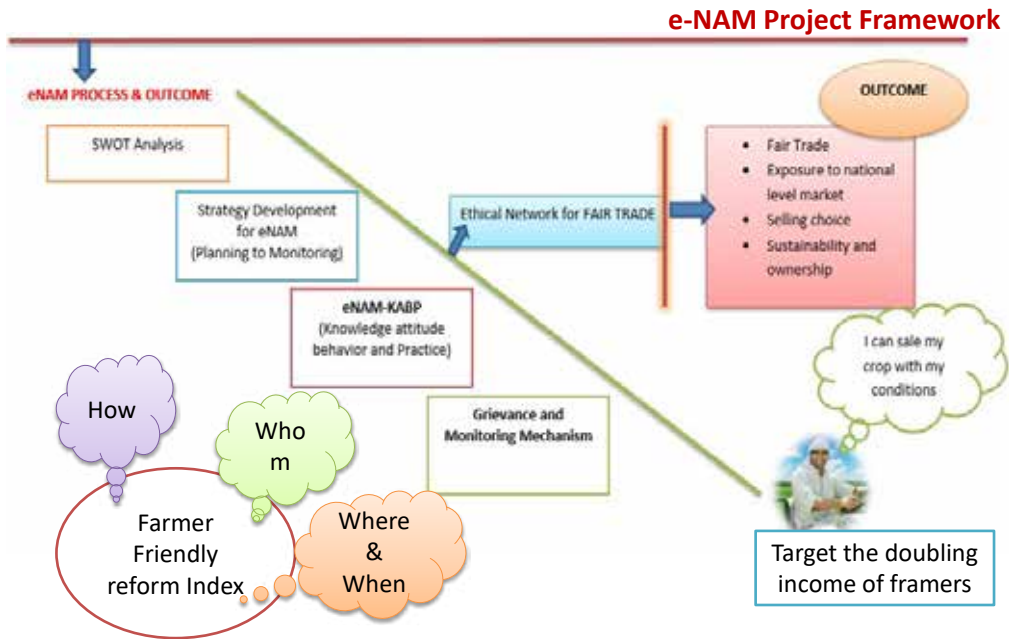 e-NAM Project Framework
eNAM PROCESS & OUTCOME
SWOT Analysis
Strategy Development
for eNAM
(Planning to Monitoring)
eNAM-KABP
(Knowledge attitude
behavior and Practice)
Grievance and
Monitoring Mechanism
Ethical Network for FAIR TRADE
OUTCOME
• Fair Trade
• Exposure to national
level market
• Selling choice
• Sustainability and
ownership
I can sale my
crop with my
conditions
How
Who
m
Where
&
When
Farmer
Friendly
reform Index
Target the doubling
income of framers